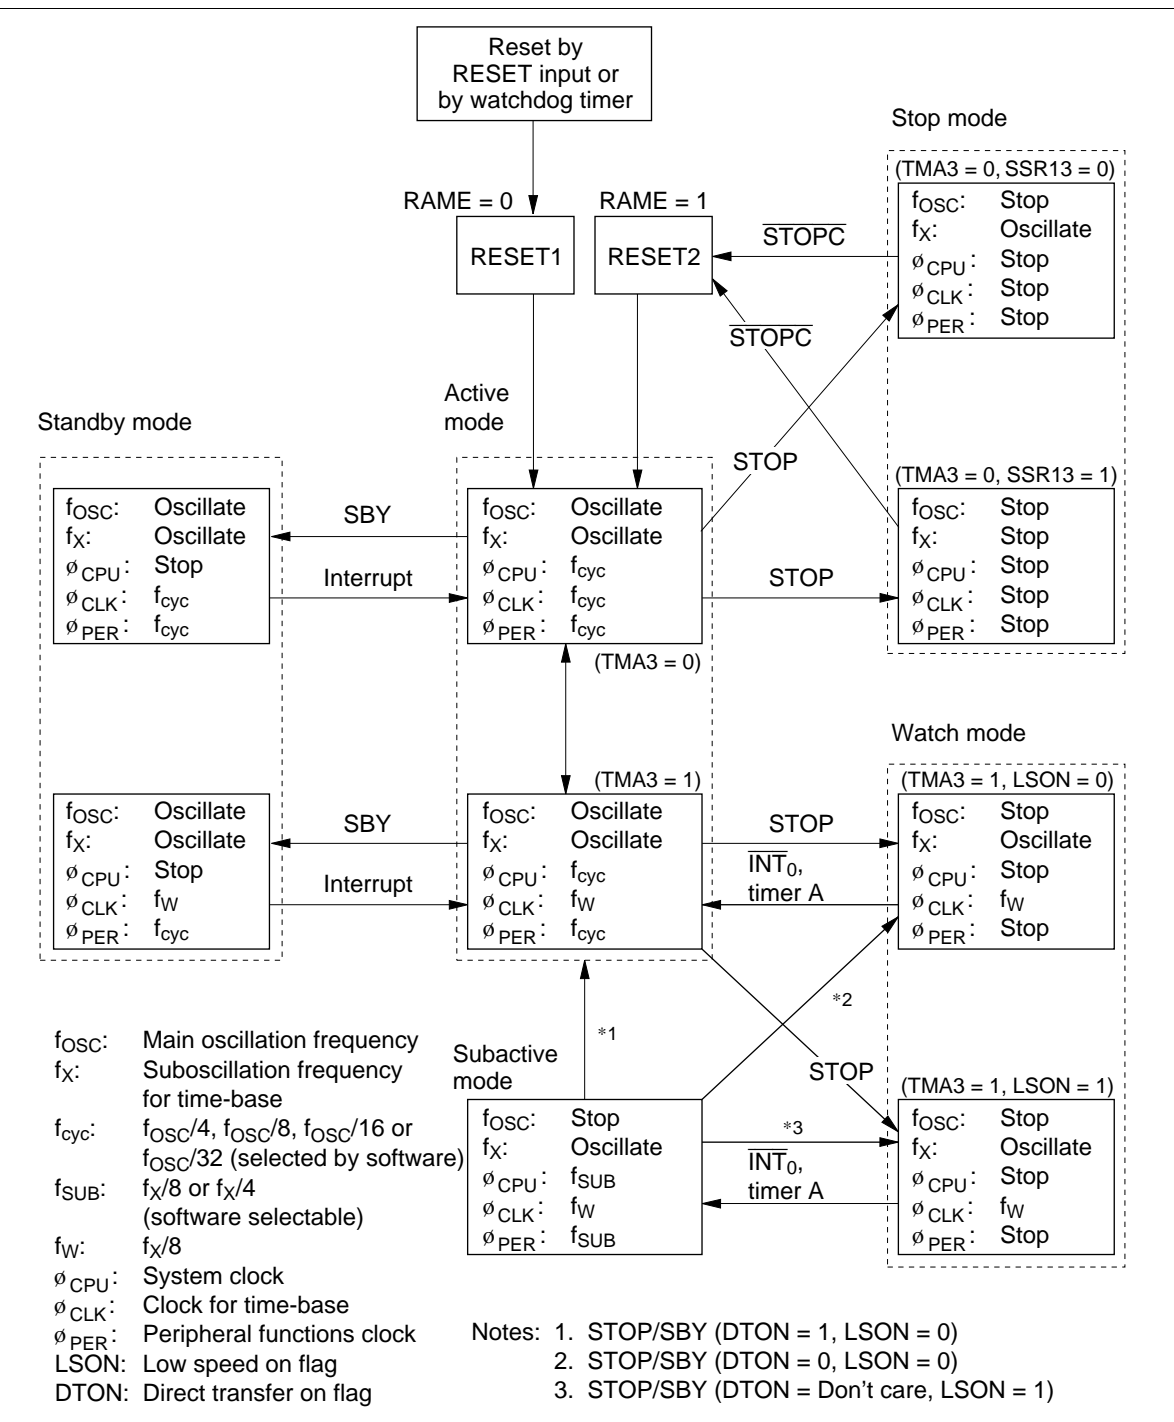 Reset by
RESET input or
by watchdog timer
Stop mode
RAME = 0
RAME = 1
(TMA3 = 0, SSR13 = 0)
RESET1
RESET2
STOPC
fOSC: Stop
fX: Oscillate
øCPU: Stop
øCLK: Stop
øPER: Stop
STOPC
Active
mode
Standby mode
STOP
(TMA3 = 0, SSR13 = 1)
fOSC: Oscillate
fX: Oscillate
øCPU: Stop
øCLK: fcyc
øPER: fcyc
SBY
Interrupt
fOSC: Oscillate
fX: Oscillate
øCPU: fcyc
øCLK: fcyc
øPER: fcyc
(TMA3 = 0)
STOP
fOSC: Stop
fX: Stop
øCPU: Stop
øCLK: Stop
øPER: Stop
Watch mode
(TMA3 = 1)
(TMA3 = 1, LSON = 0)
fOSC: Oscillate
fX: Oscillate
øCPU: Stop
øCLK: fW
øPER: fcyc
SBY
Interrupt
fOSC: Oscillate
fX: Oscillate
øCPU: fcyc
øCLK: fW
øPER: fcyc
STOP
INT0,
timer A
fOSC: Stop
fX: Oscillate
øCPU: Stop
øCLK: fW
øPER: Stop
*1
*2
STOP
Subactive
mode
(TMA3 = 1, LSON = 1)
fOSC: Stop
fX: Oscillate
øCPU: fSUB
øCLK: fW
øPER: fSUB
*3
INT0,
timer A
fOSC: Stop
fX: Oscillate
øCPU: Stop
øCLK: fW
øPER: Stop
fOSC: Main oscillation frequency
fX: Suboscillation frequency
for time-base
fcyc: fOSC/4, fOSC/8, fOSC/16 or
fOSC/32 (selected by software)
fSUB: fX/8 or fX/4
(software selectable)
fW: fX/8
øCPU: System clock
øCLK: Clock for time-base
øPER: Peripheral functions clock
LSON: Low speed on flag
DTON: Direct transfer on flag
Notes: 1. STOP/SBY (DTON = 1, LSON = 0)
2. STOP/SBY (DTON = 0, LSON = 0)
3. STOP/SBY (DTON = Don't care, LSON = 1)